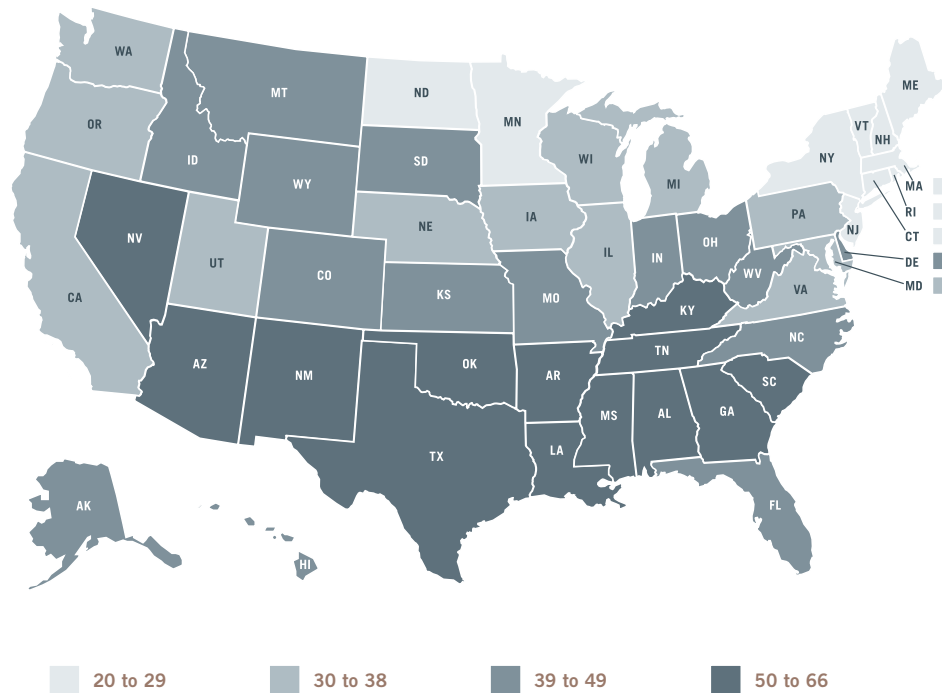 WA
ME
MT
ND
VT
OR
MN
NH
ID
SD
WI
NY
WY
MI
MA
RI
NE
IA
PA
NJ
CT
NV
OH
UT
CO
IL
IN
DE
WV
CA
KS
MO
VA
MD
KY
NC
TN
AZ
NM
OK
AR
SC
MS
AL
GA
TX
LA
AK
FL
HI
20 to 29
30 to 38
39 to 49
50 to 66